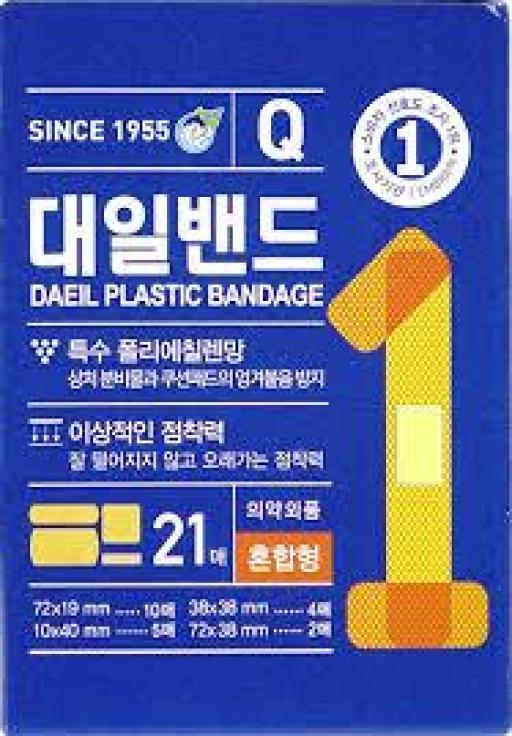 SINCE 1955
Q
1
대일밴드
DAEIL PLASTIC BANDAGE
특수 폴리에칠렌망
상처 분비물과 쿠션패드의 엉겨붙음 방지
이상적인 점착력
잘 떨어지지 않고 오래가는 점착력
21매
의약외품
혼합형
72x19 mm ..... 10매 38x38 mm ...... 4매
10x40 mm ...... 5매 72x38 mm ...... 2매